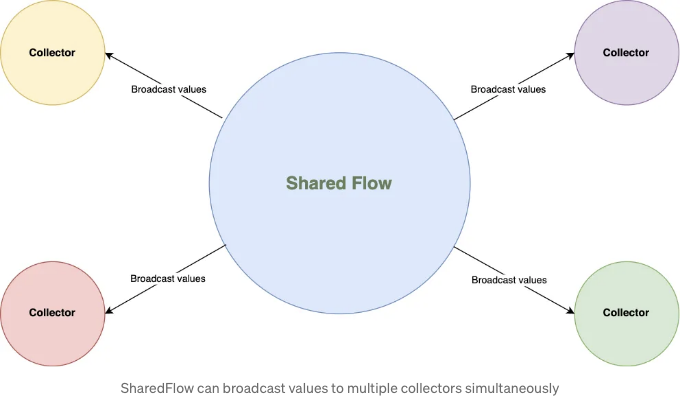 Collector
Collector
Broadcast values
Broadcast values
Shared Flow
Broadcast values
Broadcast values
Collector
Collector
SharedFlow can broadcast values to multiple collectors simultaneously